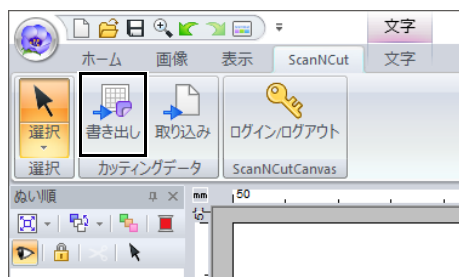 文字
ホーム 画像 表示 ScanNCut 文字
選択 書き出し 取り込み ログイン/ログアウト
選択 カッティングデータ ScanNCutCanvas
ぬい順
mm 50